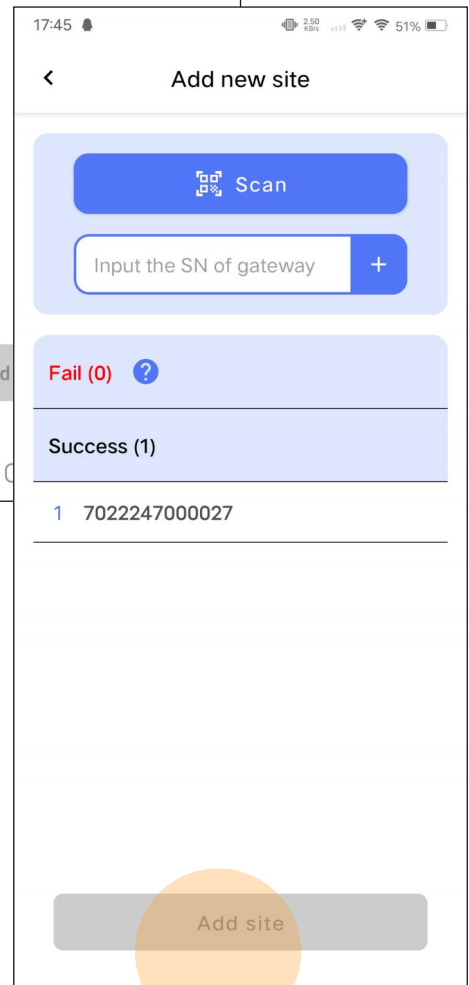 17:45
2.50
KB/s
51%
Add new site
Scan
Input the SN of gateway
+
d
Fail (0) ?
Success (1)
1 7022247000027
Add site